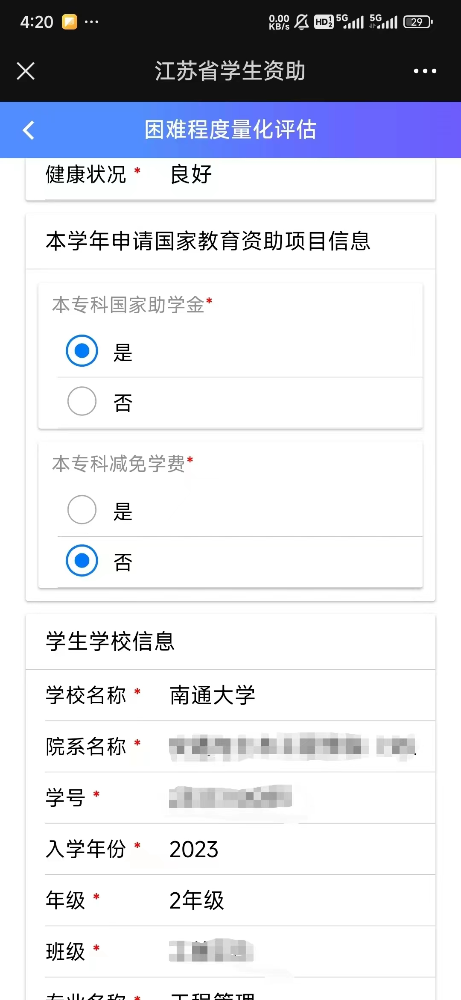 4:20 ... 0.00 KB/s HD 1 2 5G 5G 29
江苏省学生资助
困难程度量化评估
健康状况 * 良好
本学年申请国家教育资助项目信息
本专科国家助学金*
是
否
本专科减免学费*
是
否
学生学校信息
学校名称 * 南通大学
院系名称 *
学号 *
入学年份 * 2023
年级 * 2年级
班级 *
专业名称 * 工程管理